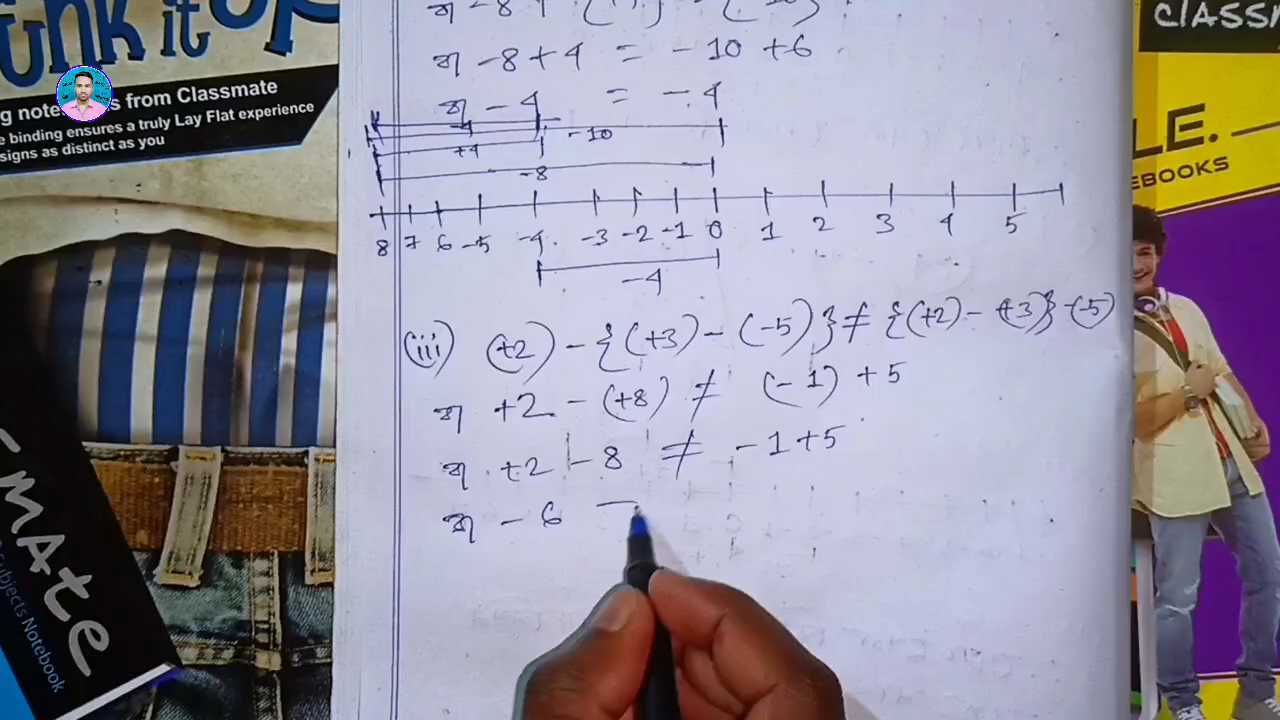 unk it
ng note s from Classmate
e binding ensures a truly Lay Flat experience
signs as distinct as you
CLASSM
LE.
EBOOKS
MATe
Subjects Notebook
বা -8+4 = -10+6
বা -4 = -4
-4
+4 -10
-8
8 7 6 -5 -4 -3 -2 -1 0 1 2 3 4 5
-4
(iii) (+2) - {(+3) - (-5)} ≠ {(+2) - (+3)} - (-5)
বা +2 - (+8) ≠ (-1) + 5
বা +2 - 8 ≠ -1+5
বা -6